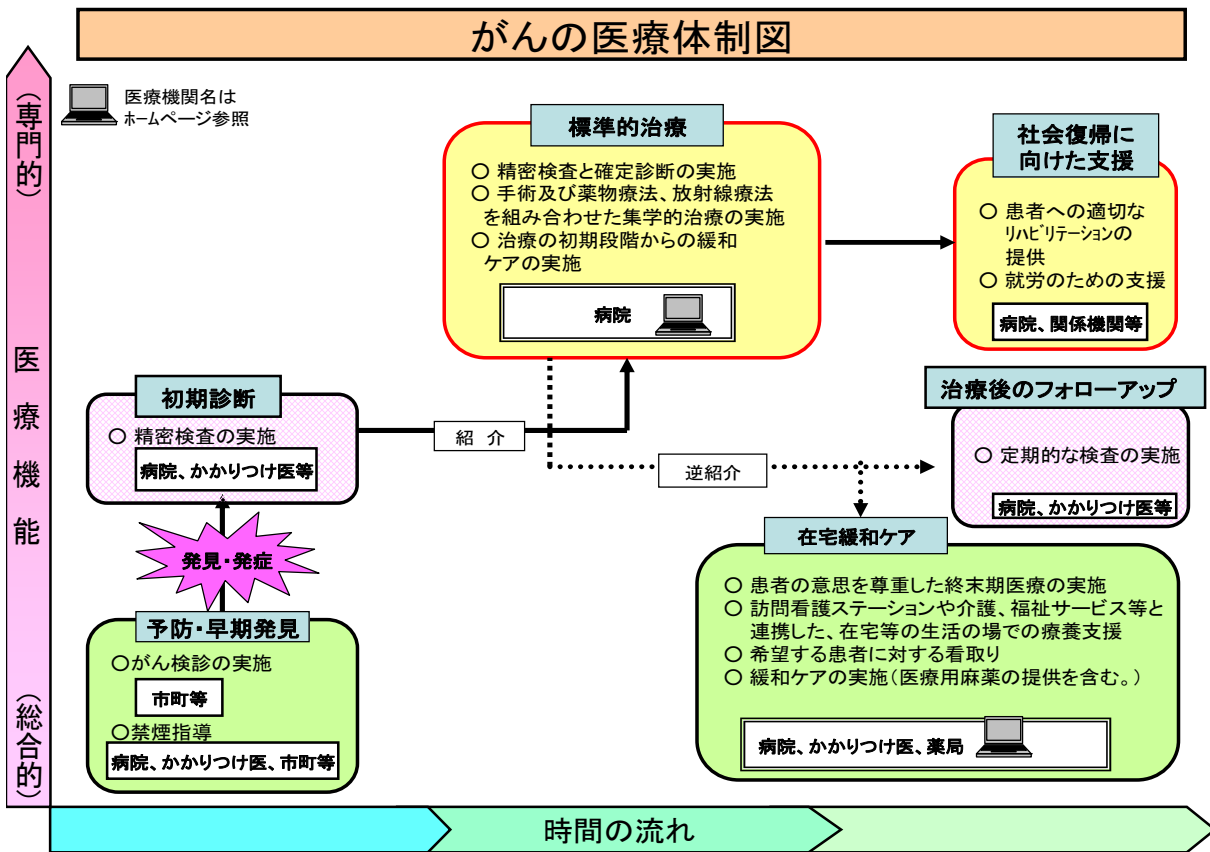 がんの医療体制図
医療機関名は
ホームページ参照
(専門的)
医療機能
(総合的)
標準的治療
○ 精密検査と確定診断の実施
○ 手術及び薬物療法、放射線療法
を組み合わせた集学的治療の実施
○ 治療の初期段階からの緩和
ケアの実施
病院
社会復帰に
向けた支援
○ 患者への適切な
リハビリテーションの
提供
○ 就労のための支援
病院、関係機関等
初期診断
○ 精密検査の実施
病院、かかりつけ医等
紹 介
逆紹介
治療後のフォローアップ
○ 定期的な検査の実施
病院、かかりつけ医等
発見・発症
予防・早期発見
○がん検診の実施
市町等
○禁煙指導
病院、かかりつけ医、市町等
在宅緩和ケア
○ 患者の意思を尊重した終末期医療の実施
○ 訪問看護ステーションや介護、福祉サービス等と
連携した、在宅等の生活の場での療養支援
○ 希望する患者に対する看取り
○ 緩和ケアの実施(医療用麻薬の提供を含む。)
病院、かかりつけ医、薬局
時間の流れ